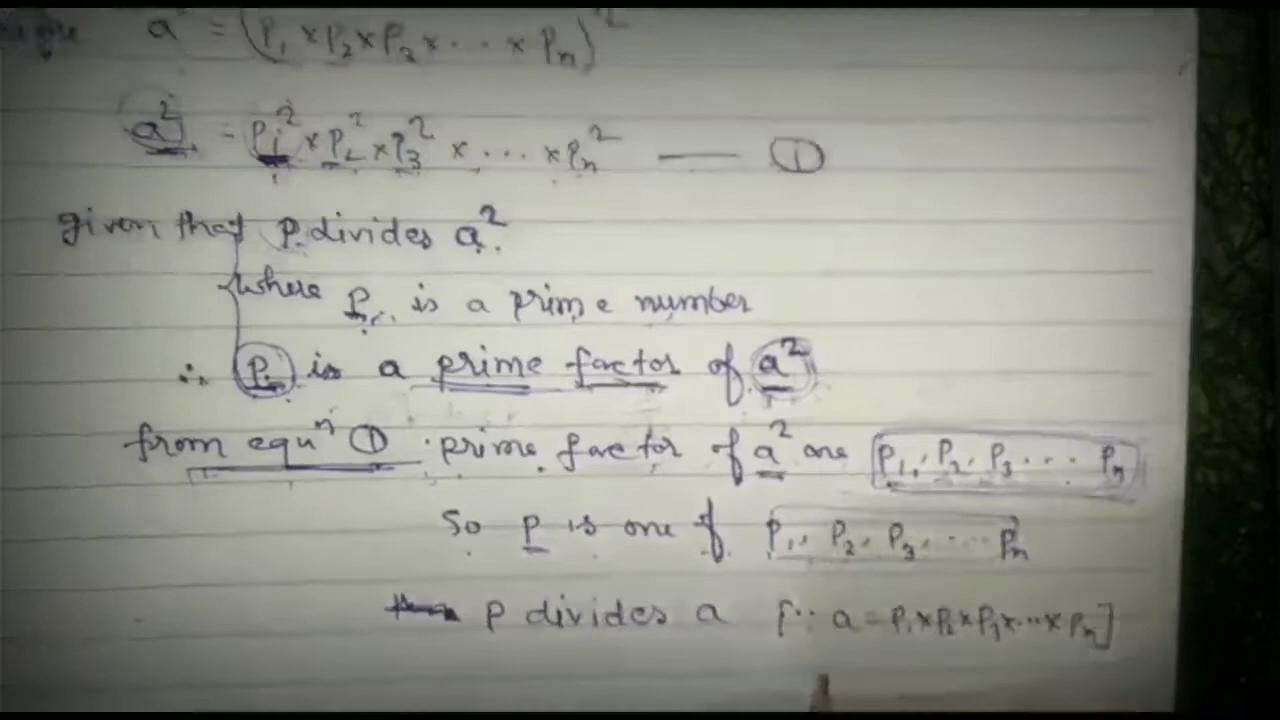 a = (P₁ × P₂ × P₃ × ... × Pₙ)²
a² = P₁² × P₂² × P₃² × ... × Pₙ² — ①
given that P divides a².
where P is a prime number
∴ P is a prime factor of a²
from equⁿ ① prime factor of a² are P₁, P₂, P₃ ... Pₙ
So P is one of P₁, P₂, P₃, ... Pₙ
P divides a [∵ a = P₁×P₂×P₃×...×Pₙ]